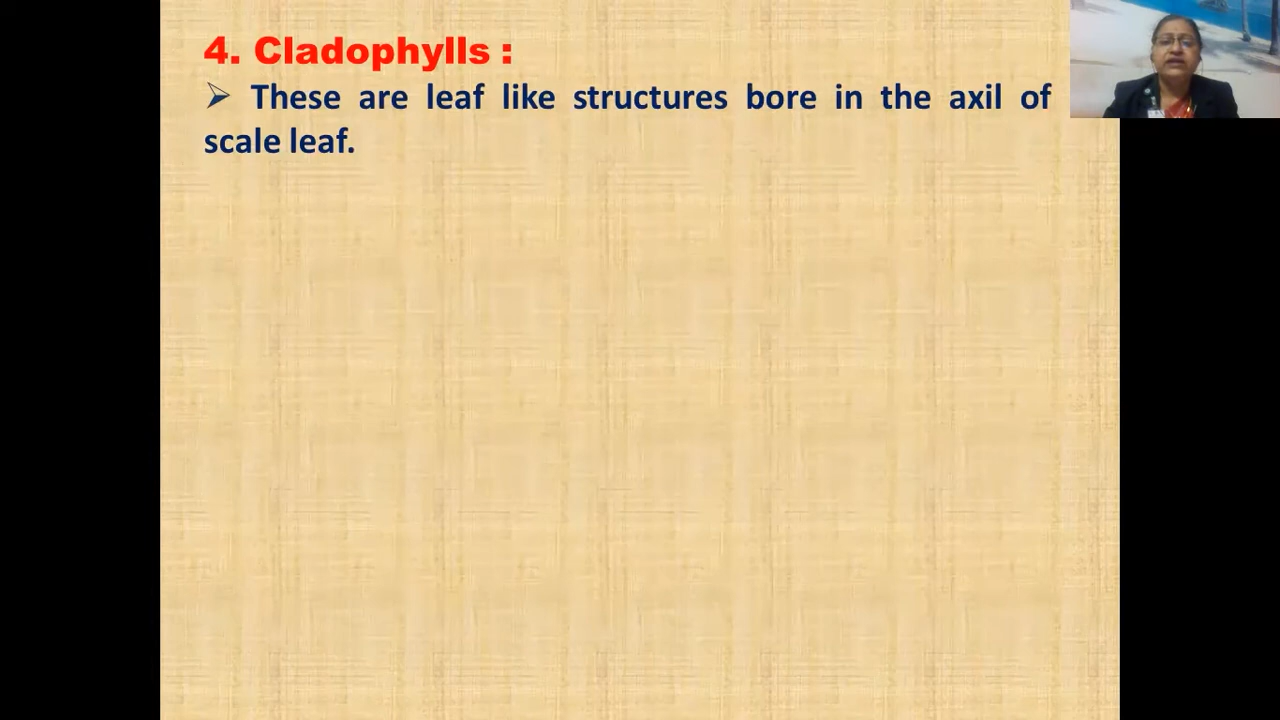 4. Cladophylls :
➢ These are leaf like structures bore in the axil of
scale leaf.